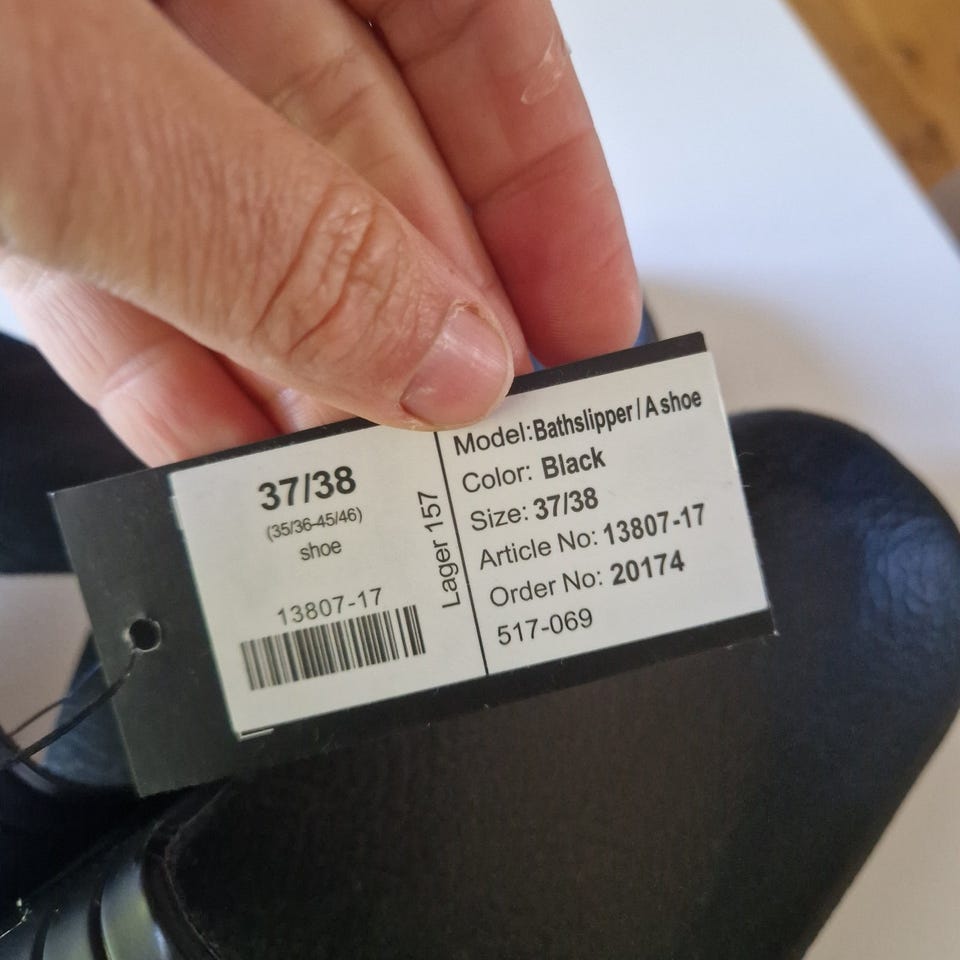 37/38
(35/36-45/46)
shoe
13807-17
Lager 157
Model:Bathslipper / A shoe
Color: Black
Size: 37/38
Article No: 13807-17
Order No: 20174
517-069